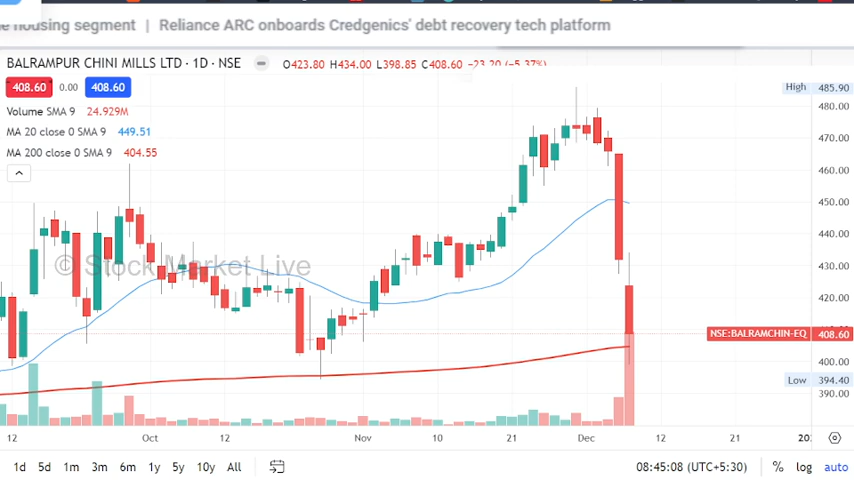 e housing segment | Reliance ARC onboards Credgenics' debt recovery tech platform
BALRAMPUR CHINI MILLS LTD · 1D · NSE O423.80 H434.00 L398.85 C408.60 −23.20 (−5.37%)
408.60 0.00 408.60
Volume SMA 9 24.929M
MA 20 close 0 SMA 9 449.51
MA 200 close 0 SMA 9 404.55
High 485.90
480.00
470.00
460.00
450.00
440.00
430.00
420.00
NSE:BALRAMCHIN-EQ 408.60
400.00
Low 394.40
390.00
© Stock Market Live
12 Oct 12 Nov 10 21 Dec 12 21
1d 5d 1m 3m 6m 1y 5y 10y All 08:45:08 (UTC+5:30) % log auto